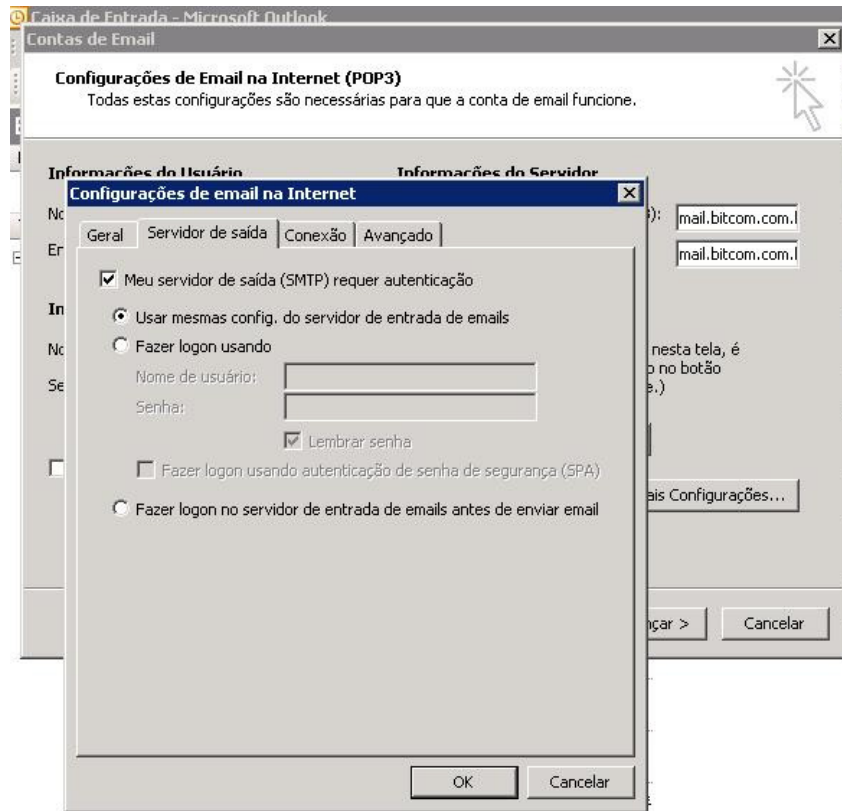 Caixa de Entrada - Microsoft Outlook
Contas de Email
Configurações de Email na Internet (POP3)
Todas estas configurações são necessárias para que a conta de email funcione.
Informações do Usuário Informações do Servidor
Configurações de email na Internet
mail.bitcom.com.
Geral Servidor de saída Conexão Avançado
mail.bitcom.com.
Meu servidor de saída (SMTP) requer autenticação
Usar mesmas config. do servidor de entrada de emails
Fazer logon usando
nesta tela, é
Nome de usuário:
no botão
Senha:
Lembrar senha
Fazer logon usando autenticação de senha de segurança (SPA)
ais Configurações...
Fazer logon no servidor de entrada de emails antes de enviar email
nçar > Cancelar
OK Cancelar